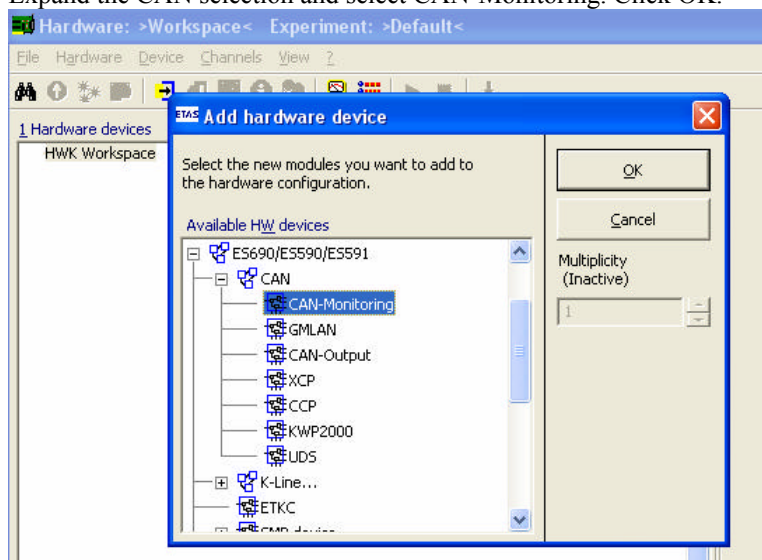 Expand the CAN selection and select CAN-Monitoring. Click OK.
Hardware: >Workspace< Experiment: >Default<
File Hardware Device Channels View ?
1 Hardware devices
HWK Workspace
ETAS Add hardware device
Select the new modules you want to add to
the hardware configuration.
Available HW devices
ES690/ES590/ES591
CAN
CAN-Monitoring
GMLAN
CAN-Output
XCP
CCP
KWP2000
UDS
K-Line...
ETKC
SMB device
OK
Cancel
Multiplicity
(Inactive)
1